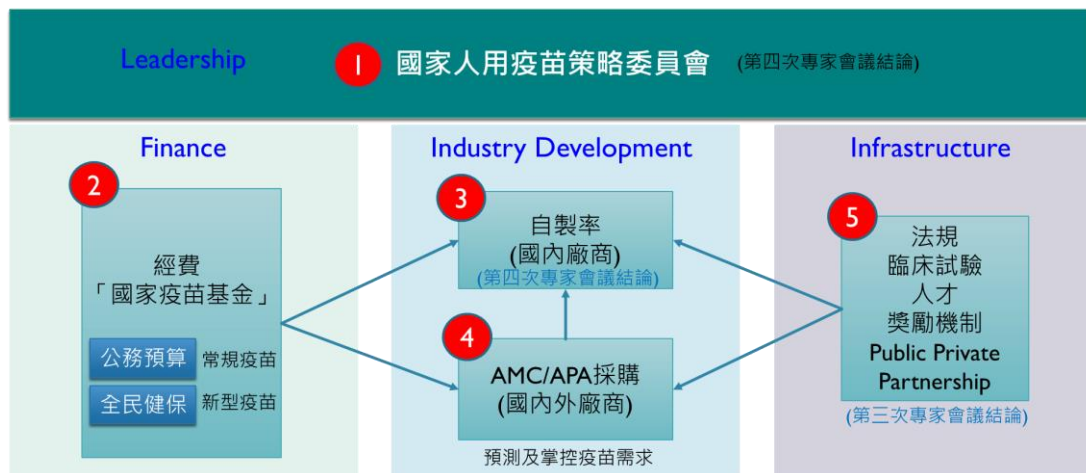 Leadership
1 國家人用疫苗策略委員會 (第四次專家會議結論)
Finance
2
經費
「國家疫苗基金」
公務預算 常規疫苗
全民健保 新型疫苗
Industry Development
3
自製率
(國內廠商)
(第四次專家會議結論)
4
AMC/APA採購
(國內外廠商)
預測及掌控疫苗需求
Infrastructure
5
法規
臨床試驗
人才
獎勵機制
Public Private
Partnership
(第三次專家會議結論)